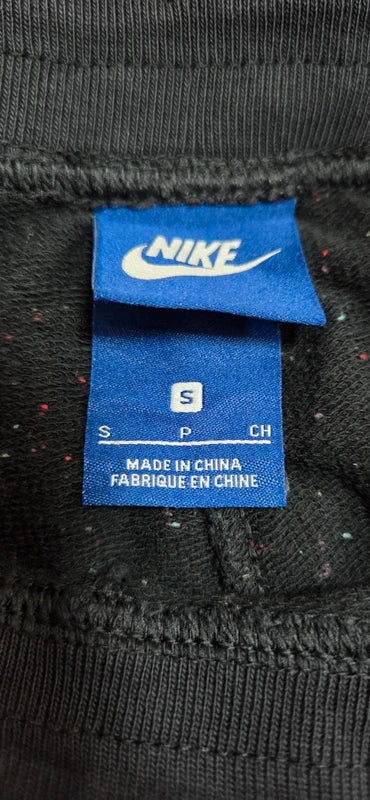 NIKE
S
S P CH
MADE IN CHINA
FABRIQUE EN CHINE